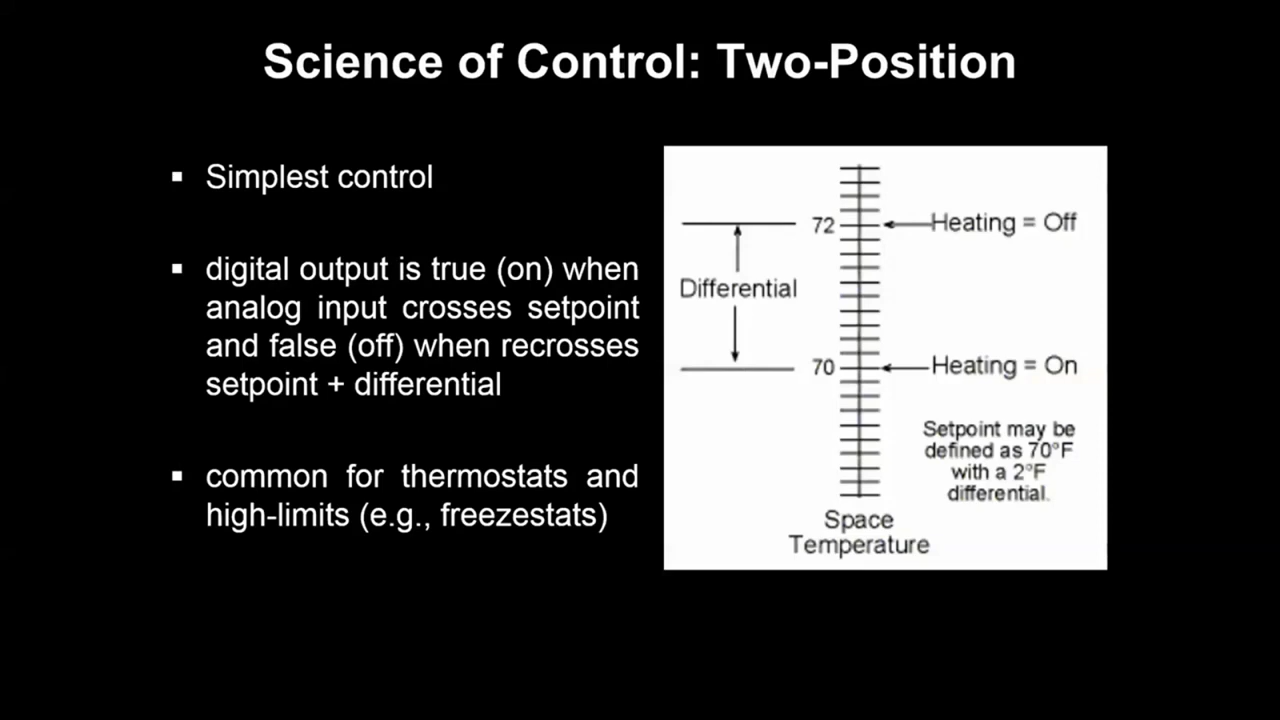 Science of Control: Two-Position
▪ Simplest control
▪ digital output is true (on) when
analog input crosses setpoint
and false (off) when recrosses
setpoint + differential
▪ common for thermostats and
high-limits (e.g., freezestats)
72
Heating = Off
Differential
70
Heating = On
Setpoint may be
defined as 70°F
with a 2°F
differential.
Space
Temperature